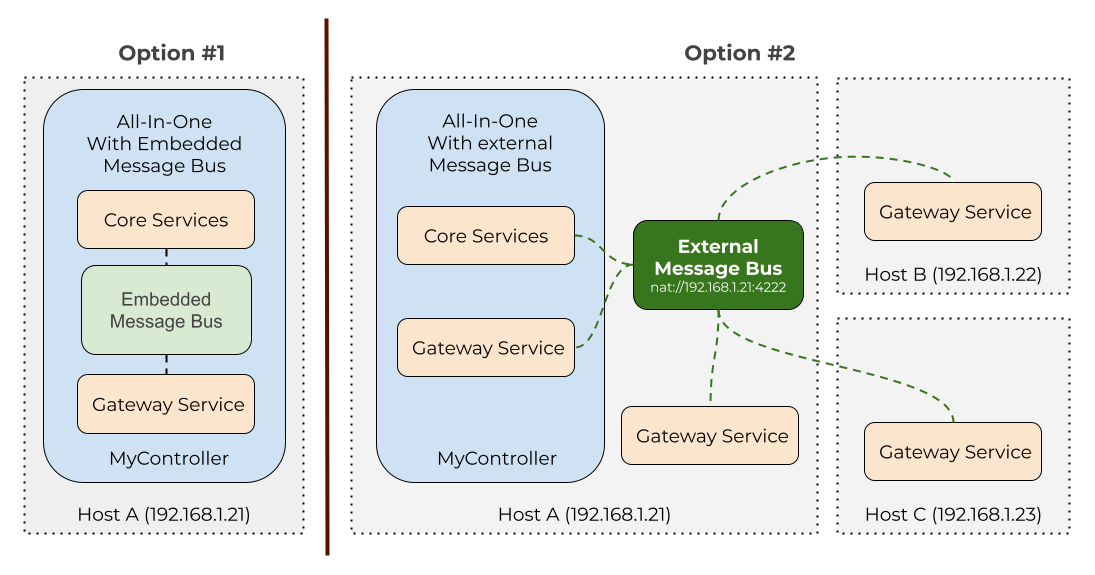 Option #1
All-In-One
With Embedded
Message Bus
Core Services
Embedded
Message Bus
Gateway Service
MyController
Host A (192.168.1.21)
Option #2
All-In-One
With external
Message Bus
Core Services
Gateway Service
MyController
External
Message Bus
nat://192.168.1.21:4222
Gateway Service
Host A (192.168.1.21)
Gateway Service
Host B (192.168.1.22)
Gateway Service
Host C (192.168.1.23)